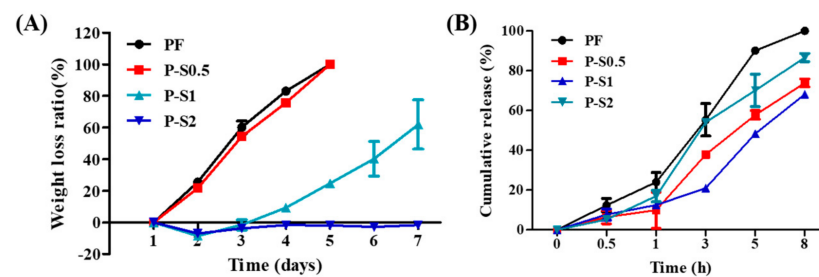 (A)
120
100
80
60
40
20
0
-20
Weight loss ratio(%)
PF
P-S0.5
P-S1
P-S2
1 2 3 4 5 6 7
Time (days)
(B)
100
80
60
40
20
0
Cumulative release (%)
PF
P-S0.5
P-S1
P-S2
0 0.5 1 3 5 8
Time (h)